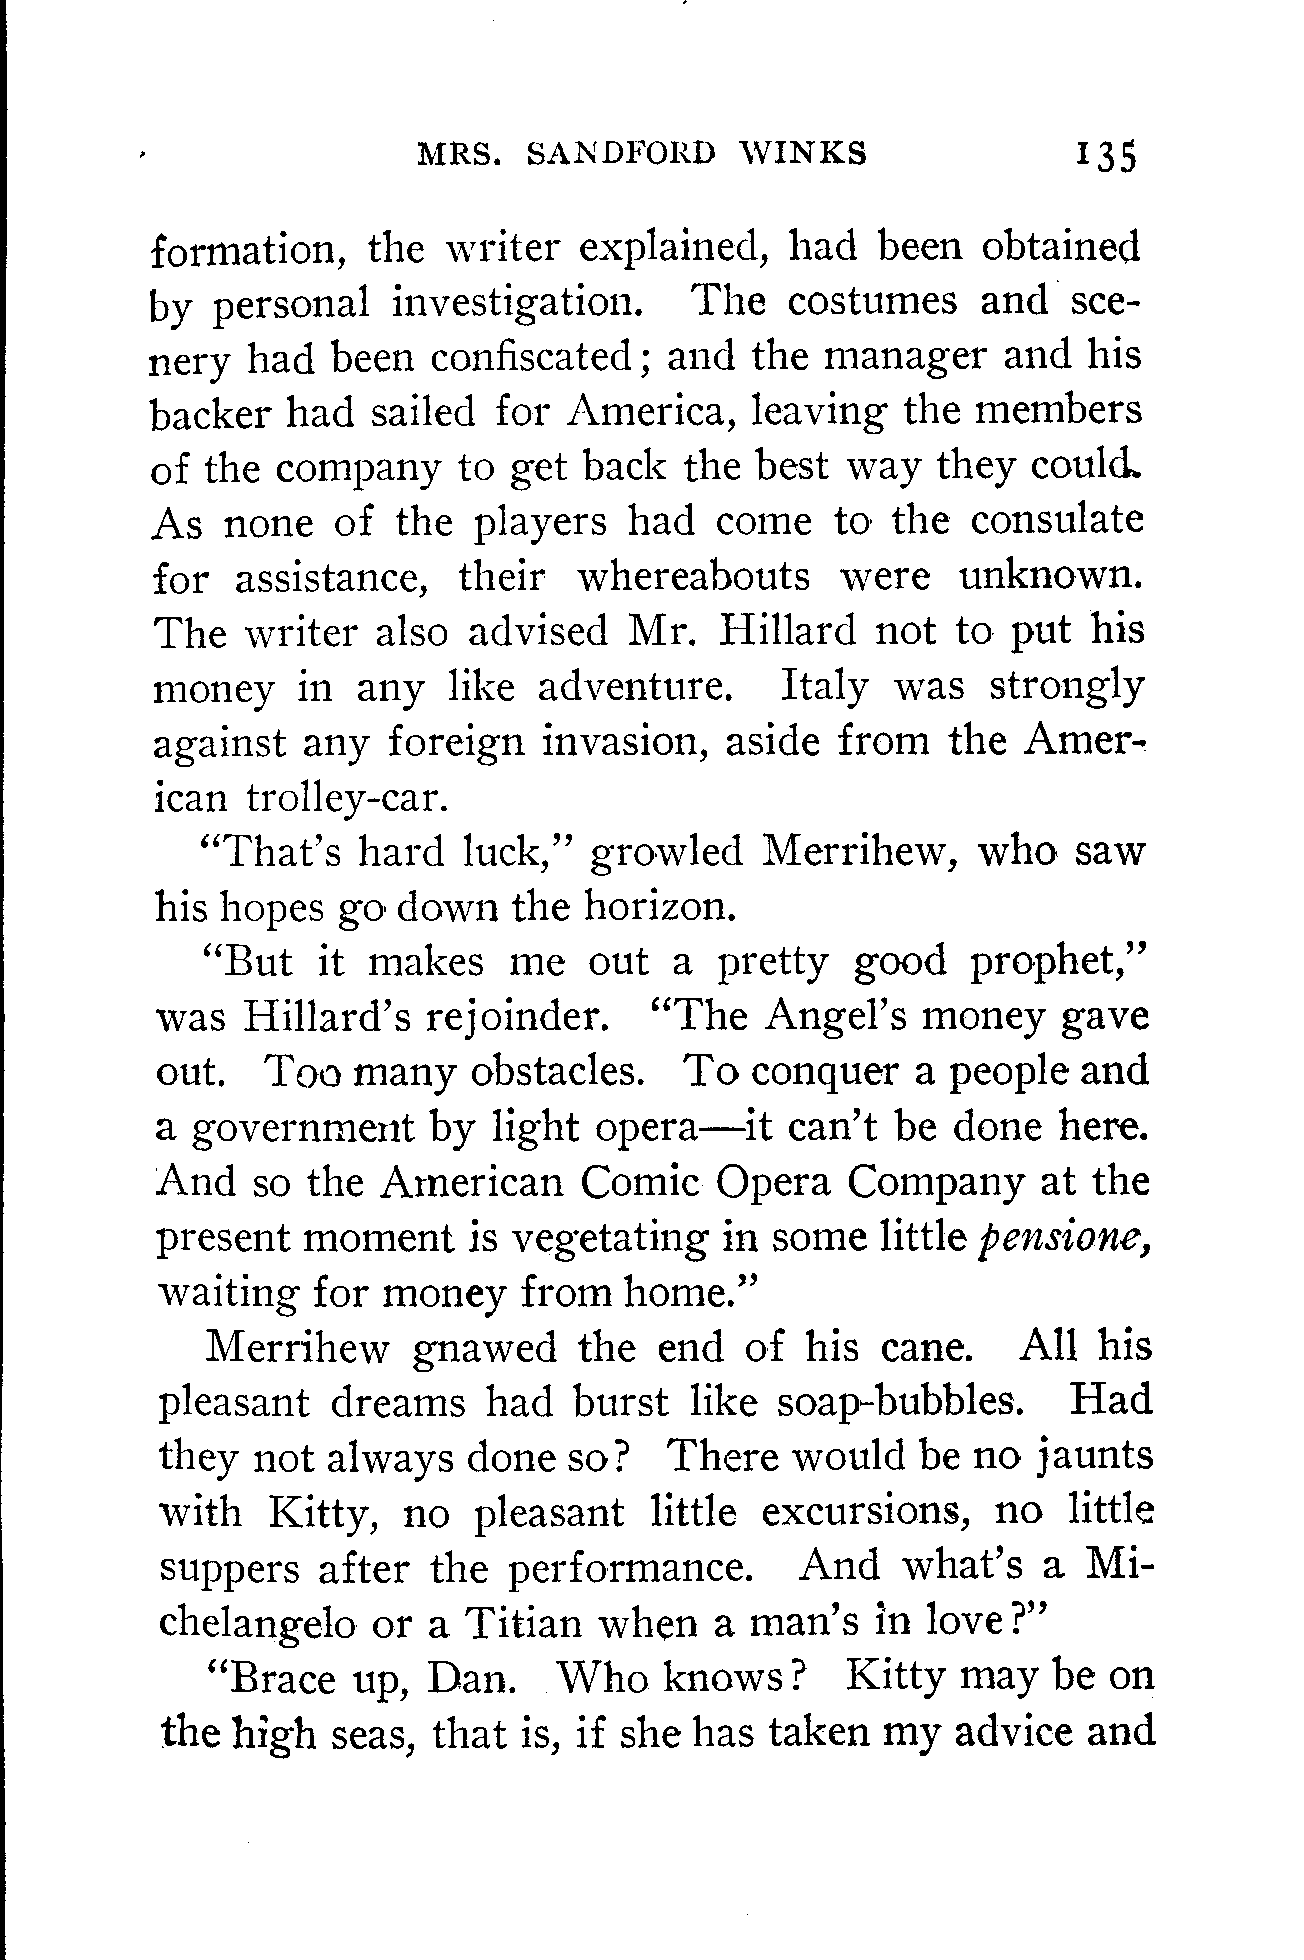 MRS. SANDFORD WINKS 135
formation, the writer explained, had been obtained
by personal investigation. The costumes and sce-
nery had been confiscated; and the manager and his
backer had sailed for America, leaving the members
of the company to get back the best way they could.
As none of the players had come to the consulate
for assistance, their whereabouts were unknown.
The writer also advised Mr. Hillard not to put his
money in any like adventure. Italy was strongly
against any foreign invasion, aside from the Amer-
ican trolley-car.
“That’s hard luck,” growled Merrihew, who saw
his hopes go down the horizon.
“But it makes me out a pretty good prophet,”
was Hillard’s rejoinder. “The Angel’s money gave
out. Too many obstacles. To conquer a people and
a government by light opera—it can’t be done here.
And so the American Comic Opera Company at the
present moment is vegetating in some little pensione,
waiting for money from home.”
Merrihew gnawed the end of his cane. All his
pleasant dreams had burst like soap-bubbles. Had
they not always done so? There would be no jaunts
with Kitty, no pleasant little excursions, no little
suppers after the performance. And what’s a Mi-
chelangelo or a Titian when a man’s in love?”
“Brace up, Dan. Who knows? Kitty may be on
the high seas, that is, if she has taken my advice and